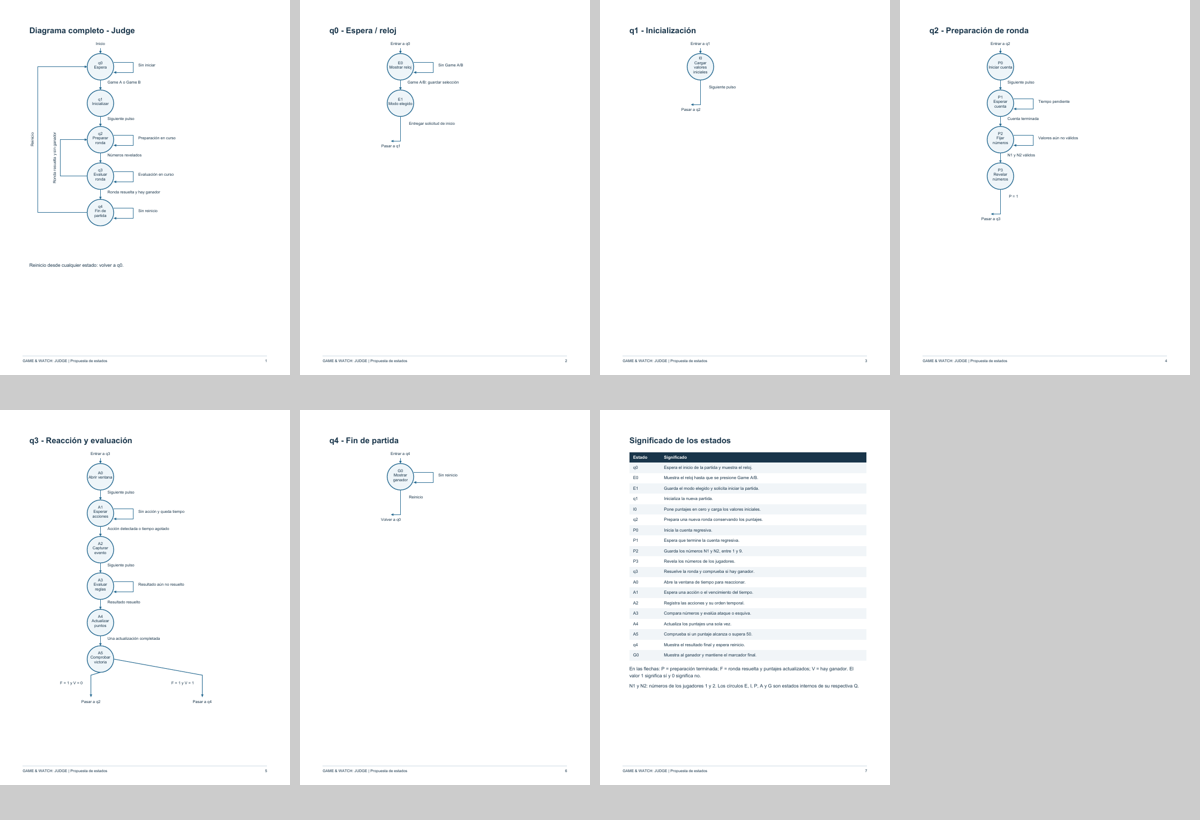 Diagrama completo - Judge
Inicio
q0
Espera
Sin iniciar
Game A o Game B
q1
Inicializar
Siguiente pulso
q2
Preparar
ronda
Preparación en curso
Números revelados
q3
Evaluar
ronda
Evaluación en curso
Ronda resuelta y hay ganador
q4
Fin de
partida
Sin reinicio
Reinicio
Ronda resuelta y sin ganador
Reinicio desde cualquier estado: volver a q0.
GAME & WATCH: JUDGE | Propuesta de estados
1
q0 - Espera / reloj
Entrar a q0
E0
Mostrar reloj
Sin Game A/B
Game A/B: guardar selección
E1
Modo elegido
Entregar solicitud de inicio
Pasar a q1
GAME & WATCH: JUDGE | Propuesta de estados
2
q1 - Inicialización
Entrar a q1
Cargar
valores
iniciales
Siguiente pulso
Pasar a q2
GAME & WATCH: JUDGE | Propuesta de estados
3
q2 - Preparación de ronda
Entrar a q2
P0
Iniciar cuenta
Siguiente pulso
P1
Esperar
cuenta
Tiempo pendiente
Cuenta terminada
P2
Fijar
números
Valores aún no válidos
N1 y N2 válidos
P3
Revelar
números
P = 1
Pasar a q3
GAME & WATCH: JUDGE | Propuesta de estados
4
q3 - Reacción y evaluación
Entrar a q3
A0
Abrir ventana
Siguiente pulso
A1
Esperar
acciones
Sin acción y queda tiempo
Acción detectada o tiempo agotado
A2
Capturar
evento
Siguiente pulso
A3
Evaluar
reglas
Resultado aún no resuelto
Resultado resuelto
A4
Actualizar
puntos
Una actualización completada
A5
Comprobar
victoria
F = 1 y V = 0
F = 1 y V = 1
Pasar a q2
Pasar a q4
GAME & WATCH: JUDGE | Propuesta de estados
5
q4 - Fin de partida
Entrar a q4
G0
Mostrar
ganador
Sin reinicio
Reinicio
Volver a q0
GAME & WATCH: JUDGE | Propuesta de estados
6
Significado de los estados
Estado Significado
q0 Espera el inicio de la partida y muestra el reloj.
E0 Muestra el reloj hasta que se presione Game A/B.
E1 Guarda el modo elegido y solicita iniciar la partida.
q1 Inicializa la nueva partida.
I0 Pone puntajes en cero y carga los valores iniciales.
q2 Prepara una nueva ronda conservando los puntajes.
P0 Inicia la cuenta regresiva.
P1 Espera que termine la cuenta regresiva.
P2 Guarda los números N1 y N2, entre 1 y 9.
P3 Revela los números de los jugadores.
q3 Resuelve la ronda y comprueba si hay ganador.
A0 Abre la ventana de tiempo para reaccionar.
A1 Espera una acción o el vencimiento del tiempo.
A2 Registra las acciones y su orden temporal.
A3 Compara números y evalúa ataque o esquiva.
A4 Actualiza los puntajes una sola vez.
A5 Comprueba si un puntaje alcanza o supera 50.
q4 Muestra el resultado final y espera reinicio.
G0 Muestra al ganador y mantiene el marcador final.
En las flechas: P = preparación terminada; F = ronda resuelta y puntajes actualizados; V = hay ganador. El
valor 1 significa sí y 0 significa no.
N1 y N2: números de los jugadores 1 y 2. Los círculos E, I, P, A y G son estados internos de su respectiva Q.
GAME & WATCH: JUDGE | Propuesta de estados
7